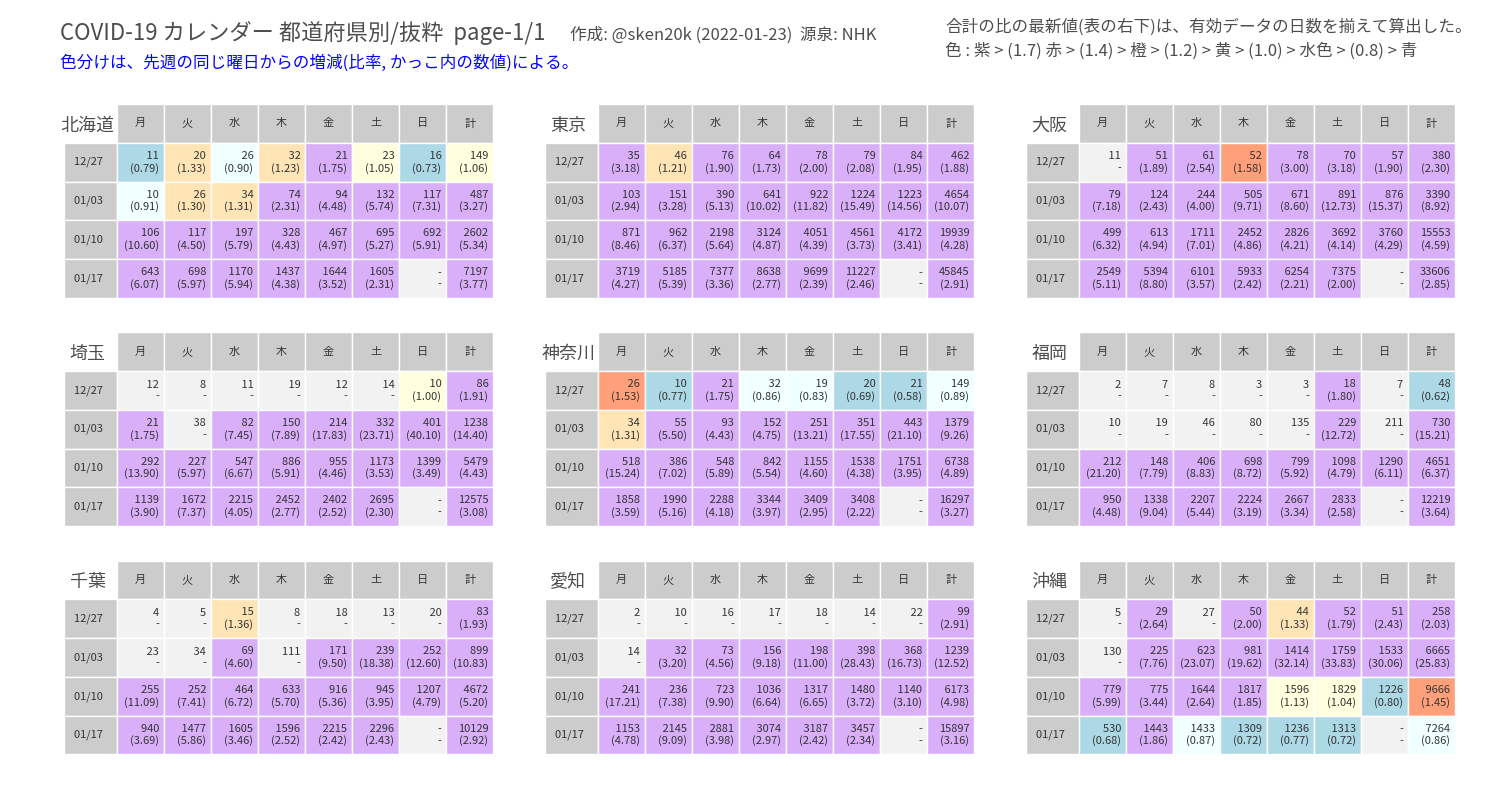 COVID-19 カレンダー 都道府県別/抜粋 page-1/1 作成: @sken20k (2022-01-23) 源泉: NHK
色分けは、先週の同じ曜日からの増減(比率, かっこ内の数値)による。
合計の比の最新値(表の右下)は、有効データの日数を揃えて算出した。
色 : 紫 > (1.7) 赤 > (1.4) 橙 > (1.2) 黄 > (1.0) > 水色 > (0.8) > 青
北海道 月 火 水 木 金 土 日 計
12/27 11 20 26 32 21 23 16 149
(0.79) (1.33) (0.90) (1.23) (1.75) (1.05) (0.73) (1.06)
01/03 10 26 34 74 94 132 117 487
(0.91) (1.30) (1.31) (2.31) (4.48) (5.74) (7.31) (3.27)
01/10 106 117 197 328 467 695 692 2602
(10.60) (4.50) (5.79) (4.43) (4.97) (5.27) (5.91) (5.34)
01/17 643 698 1170 1437 1644 1605 - 7197
(6.07) (5.97) (5.94) (4.38) (3.52) (2.31) - (3.77)
東京 月 火 水 木 金 土 日 計
12/27 35 46 76 64 78 79 84 462
(3.18) (1.21) (1.90) (1.73) (2.00) (2.08) (1.95) (1.88)
01/03 103 151 390 641 922 1224 1223 4654
(2.94) (3.28) (5.13) (10.02) (11.82) (15.49) (14.56) (10.07)
01/10 871 962 2198 3124 4051 4561 4172 19939
(8.46) (6.37) (5.64) (4.87) (4.39) (3.73) (3.41) (4.28)
01/17 3719 5185 7377 8638 9699 11227 - 45845
(4.27) (5.39) (3.36) (2.77) (2.39) (2.46) - (2.91)
大阪 月 火 水 木 金 土 日 計
12/27 11 51 61 52 78 70 57 380
- (1.89) (2.54) (1.58) (3.00) (3.18) (1.90) (2.30)
01/03 79 124 244 505 671 891 876 3390
(7.18) (2.43) (4.00) (9.71) (8.60) (12.73) (15.37) (8.92)
01/10 499 613 1711 2452 2826 3692 3760 15553
(6.32) (4.94) (7.01) (4.86) (4.21) (4.14) (4.29) (4.59)
01/17 2549 5394 6101 5933 6254 7375 - 33606
(5.11) (8.80) (3.57) (2.42) (2.21) (2.00) - (2.85)
埼玉 月 火 水 木 金 土 日 計
12/27 12 8 11 19 12 14 10 86
- - - - - - (1.00) (1.91)
01/03 21 38 82 150 214 332 401 1238
(1.75) - (7.45) (7.89) (17.83) (23.71) (40.10) (14.40)
01/10 292 227 547 886 955 1173 1399 5479
(13.90) (5.97) (6.67) (5.91) (4.46) (3.53) (3.49) (4.43)
01/17 1139 1672 2215 2452 2402 2695 - 12575
(3.90) (7.37) (4.05) (2.77) (2.52) (2.30) - (3.08)
神奈川 月 火 水 木 金 土 日 計
12/27 26 10 21 32 19 20 21 149
(1.53) (0.77) (1.75) (0.86) (0.83) (0.69) (0.58) (0.89)
01/03 34 55 93 152 251 351 443 1379
(1.31) (5.50) (4.43) (4.75) (13.21) (17.55) (21.10) (9.26)
01/10 518 386 548 842 1155 1538 1751 6738
(15.24) (7.02) (5.89) (5.54) (4.60) (4.38) (3.95) (4.89)
01/17 1858 1990 2288 3344 3409 3408 - 16297
(3.59) (5.16) (4.18) (3.97) (2.95) (2.22) - (3.27)
福岡 月 火 水 木 金 土 日 計
12/27 2 7 8 3 3 18 7 48
- - - - - (1.80) - (0.62)
01/03 10 19 46 80 135 229 211 730
- - - - - (12.72) - (15.21)
01/10 212 148 406 698 799 1098 1290 4651
(21.20) (7.79) (8.83) (8.72) (5.92) (4.79) (6.11) (6.37)
01/17 950 1338 2207 2224 2667 2833 - 12219
(4.48) (9.04) (5.44) (3.19) (3.34) (2.58) - (3.64)
千葉 月 火 水 木 金 土 日 計
12/27 4 5 15 8 18 13 20 83
- - (1.36) - - - - (1.93)
01/03 23 34 69 111 171 239 252 899
- - (4.60) - (9.50) (18.38) (12.60) (10.83)
01/10 255 252 464 633 916 945 1207 4672
(11.09) (7.41) (6.72) (5.70) (5.36) (3.95) (4.79) (5.20)
01/17 940 1477 1605 1596 2215 2296 - 10129
(3.69) (5.86) (3.46) (2.52) (2.42) (2.43) - (2.92)
愛知 月 火 水 木 金 土 日 計
12/27 2 10 16 17 18 14 22 99
- - - - - - - (2.91)
01/03 14 32 73 156 198 398 368 1239
- (3.20) (4.56) (9.18) (11.00) (28.43) (16.73) (12.52)
01/10 241 236 723 1036 1317 1480 1140 6173
(17.21) (7.38) (9.90) (6.64) (6.65) (3.72) (3.10) (4.98)
01/17 1153 2145 2881 3074 3187 3457 - 15897
(4.78) (9.09) (3.98) (2.97) (2.42) (2.34) - (3.16)
沖縄 月 火 水 木 金 土 日 計
12/27 5 29 27 50 44 52 51 258
- (2.64) - (2.00) (1.33) (1.79) (2.43) (2.03)
01/03 130 225 623 981 1414 1759 1533 6665
- (7.76) (23.07) (19.62) (32.14) (33.83) (30.06) (25.83)
01/10 779 775 1644 1817 1596 1829 1226 9666
(5.99) (3.44) (2.64) (1.85) (1.13) (1.04) (0.80) (1.45)
01/17 530 1443 1433 1309 1236 1313 - 7264
(0.68) (1.86) (0.87) (0.72) (0.77) (0.72) - (0.86)